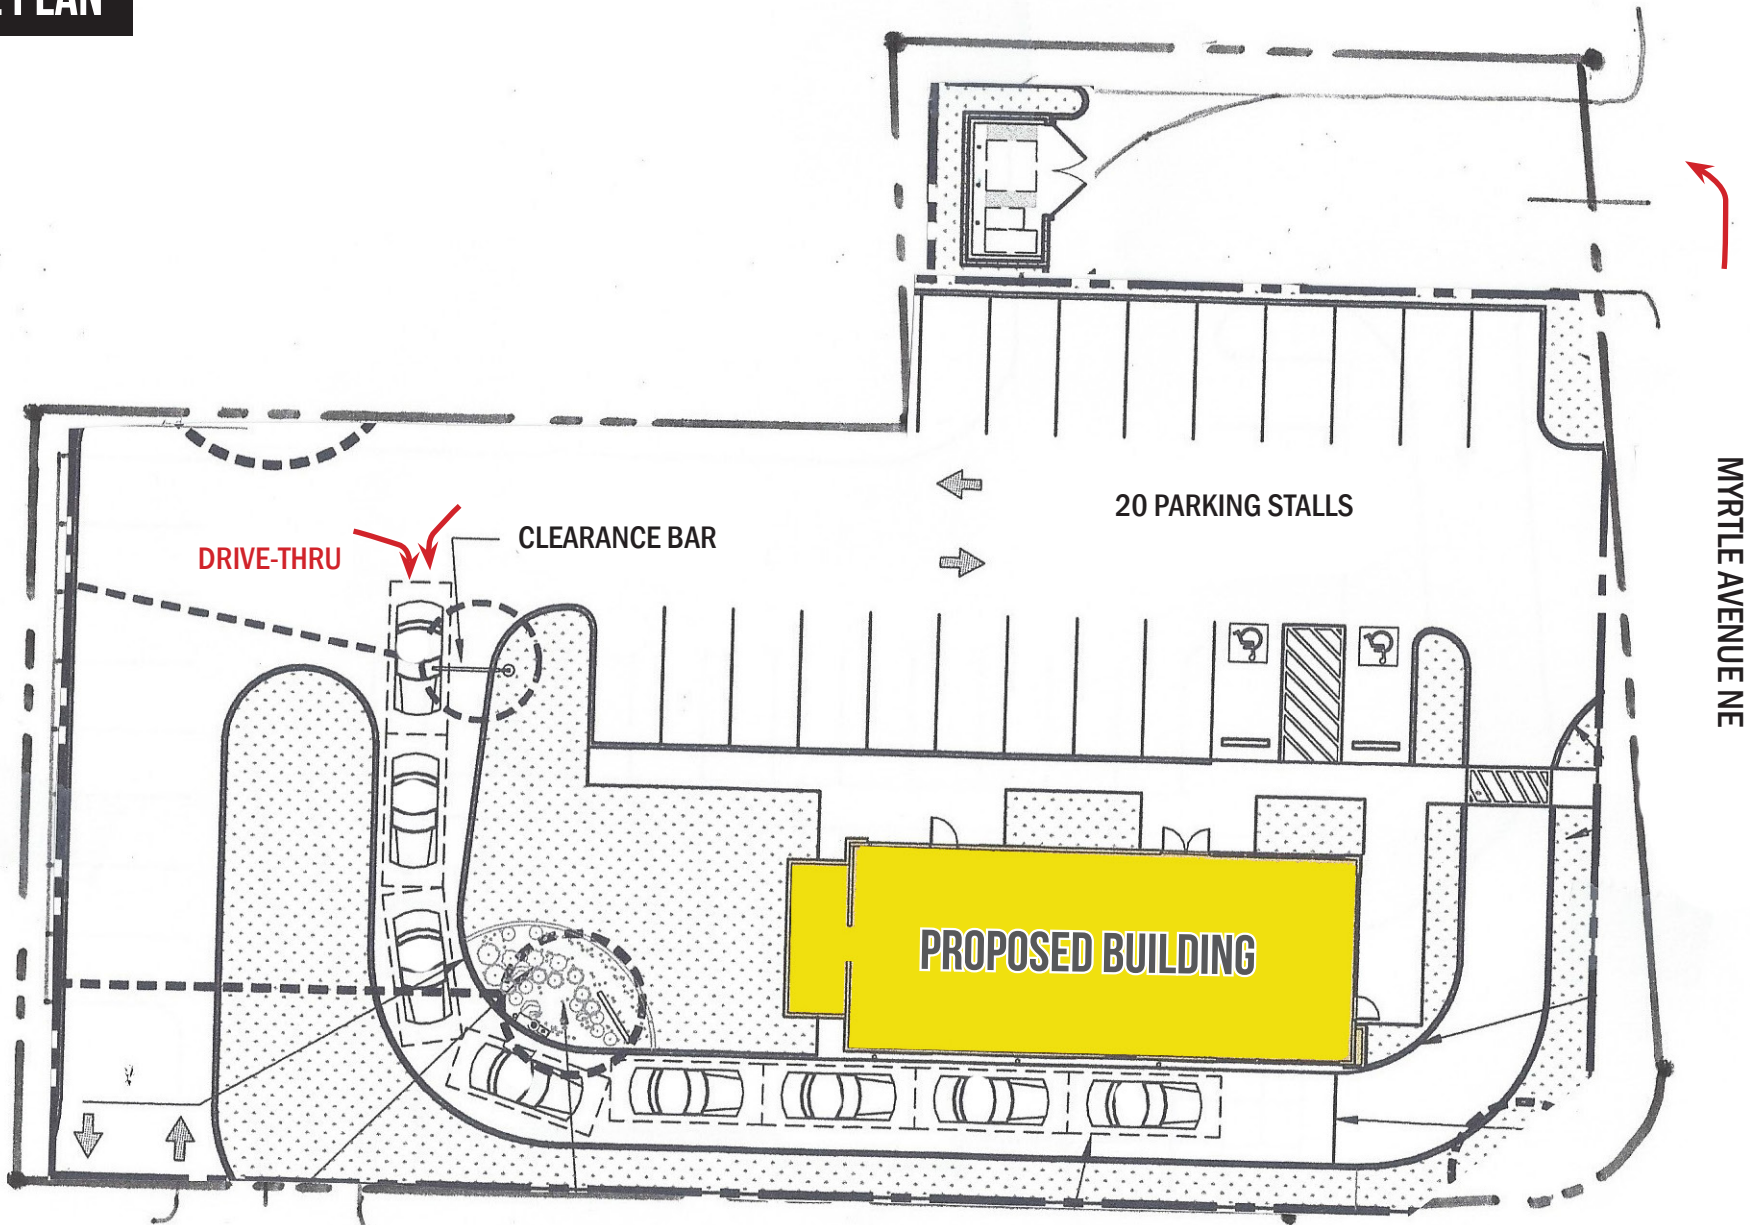 PLAN
20 PARKING STALLS
CLEARANCE BAR
DRIVE-THRU
MYRTLE AVENUE NE
PROPOSED BUILDING